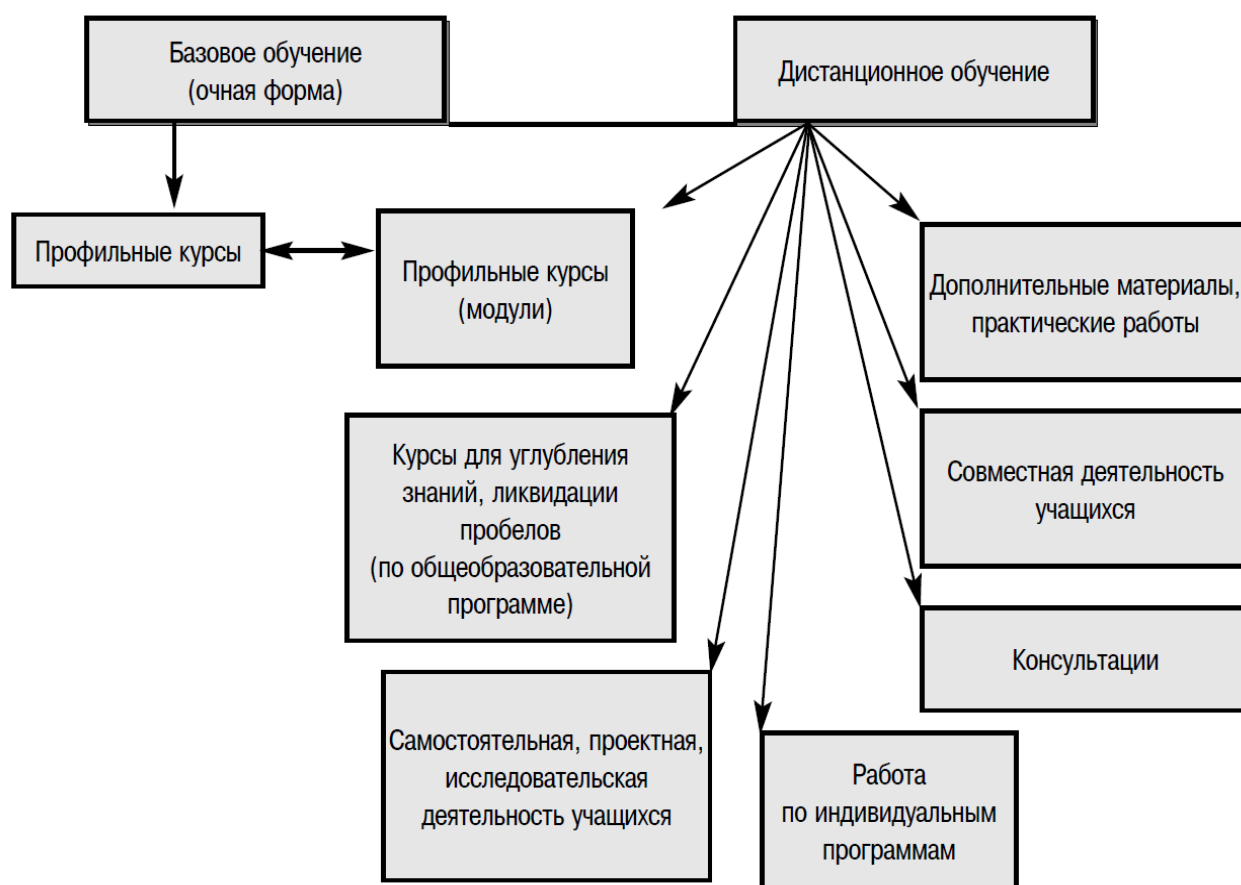 Базовое обучение
(очная форма)
Дистанционное обучение
Профильные курсы
Профильные курсы
(модули)
Дополнительные материалы,
практические работы
Курсы для углубления
знаний, ликвидации
пробелов
(по общеобразовательной
программе)
Совместная деятельность
учащихся
Консультации
Самостоятельная, проектная,
исследовательская
деятельность учащихся
Работа
по индивидуальным
программам